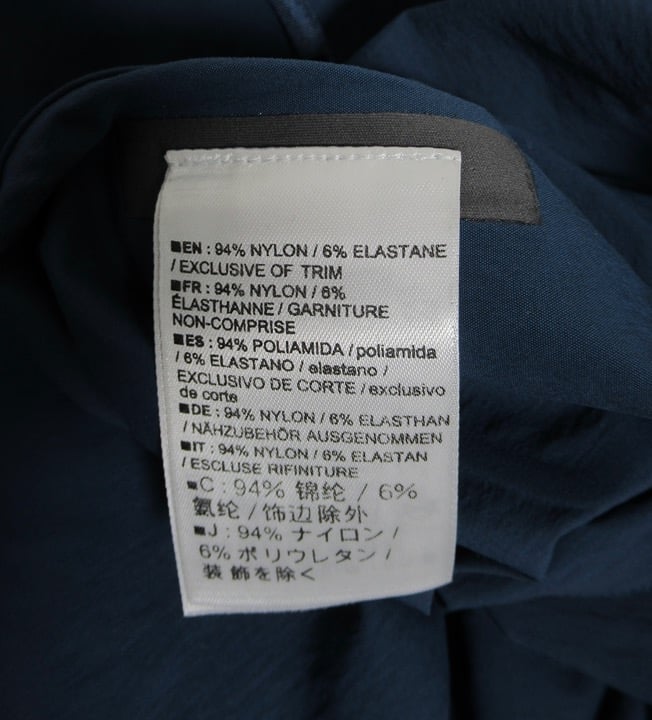 ■EN : 94% NYLON / 6% ELASTANE
/ EXCLUSIVE OF TRIM
■FR : 94% NYLON / 6%
ÉLASTHANNE / GARNITURE
NON-COMPRISE
■ES : 94% POLIAMIDA / poliamida
/ 6% ELASTANO / elastano /
EXCLUSIVO DE CORTE / exclusivo
de corte
■DE : 94% NYLON / 6% ELASTHAN
/ NÄHZUBEHÖR AUSGENOMMEN
■IT : 94% NYLON / 6% ELASTAN
/ ESCLUSE RIFINITURE
■C : 94% 锦纶 / 6%
氨纶 / 饰边除外
■J : 94% ナイロン /
6% ポリウレタン /
装飾を除く